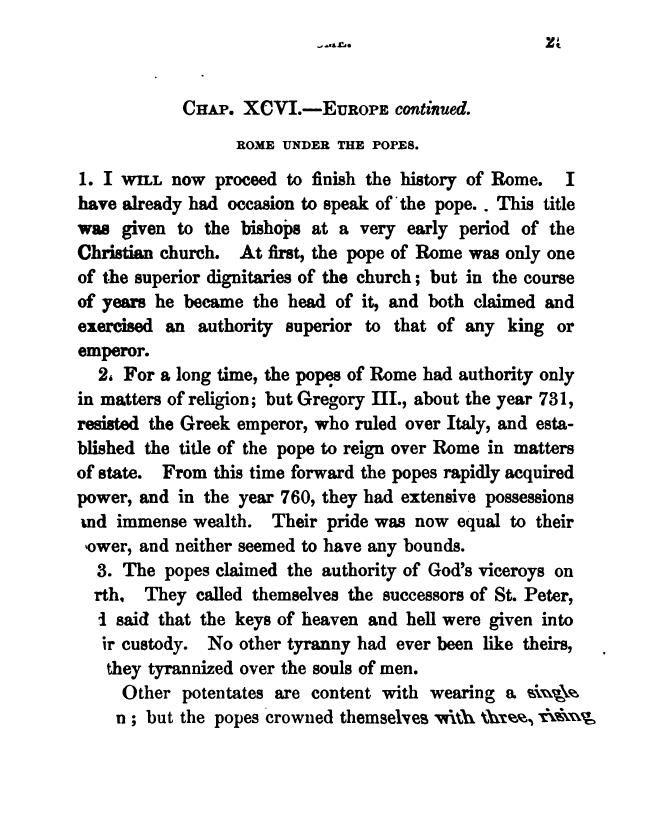 CHAP. XCVI.—EUROPE continued.
ROME UNDER THE POPES.
1. I WILL now proceed to finish the history of Rome. I
have already had occasion to speak of the pope. . This title
was given to the bishops at a very early period of the
Christian church. At first, the pope of Rome was only one
of the superior dignitaries of the church; but in the course
of years he became the head of it, and both claimed and
exercised an authority superior to that of any king or
emperor.
2. For a long time, the popes of Rome had authority only
in matters of religion; but Gregory III., about the year 731,
resisted the Greek emperor, who ruled over Italy, and esta-
blished the title of the pope to reign over Rome in matters
of state. From this time forward the popes rapidly acquired
power, and in the year 760, they had extensive possessions
and immense wealth. Their pride was now equal to their
ower, and neither seemed to have any bounds.
3. The popes claimed the authority of God's viceroys on
rth. They called themselves the successors of St. Peter,
d said that the keys of heaven and hell were given into
ir custody. No other tyranny had ever been like theirs,
they tyrannized over the souls of men.
Other potentates are content with wearing a single
n; but the popes crowned themselves with three, rising